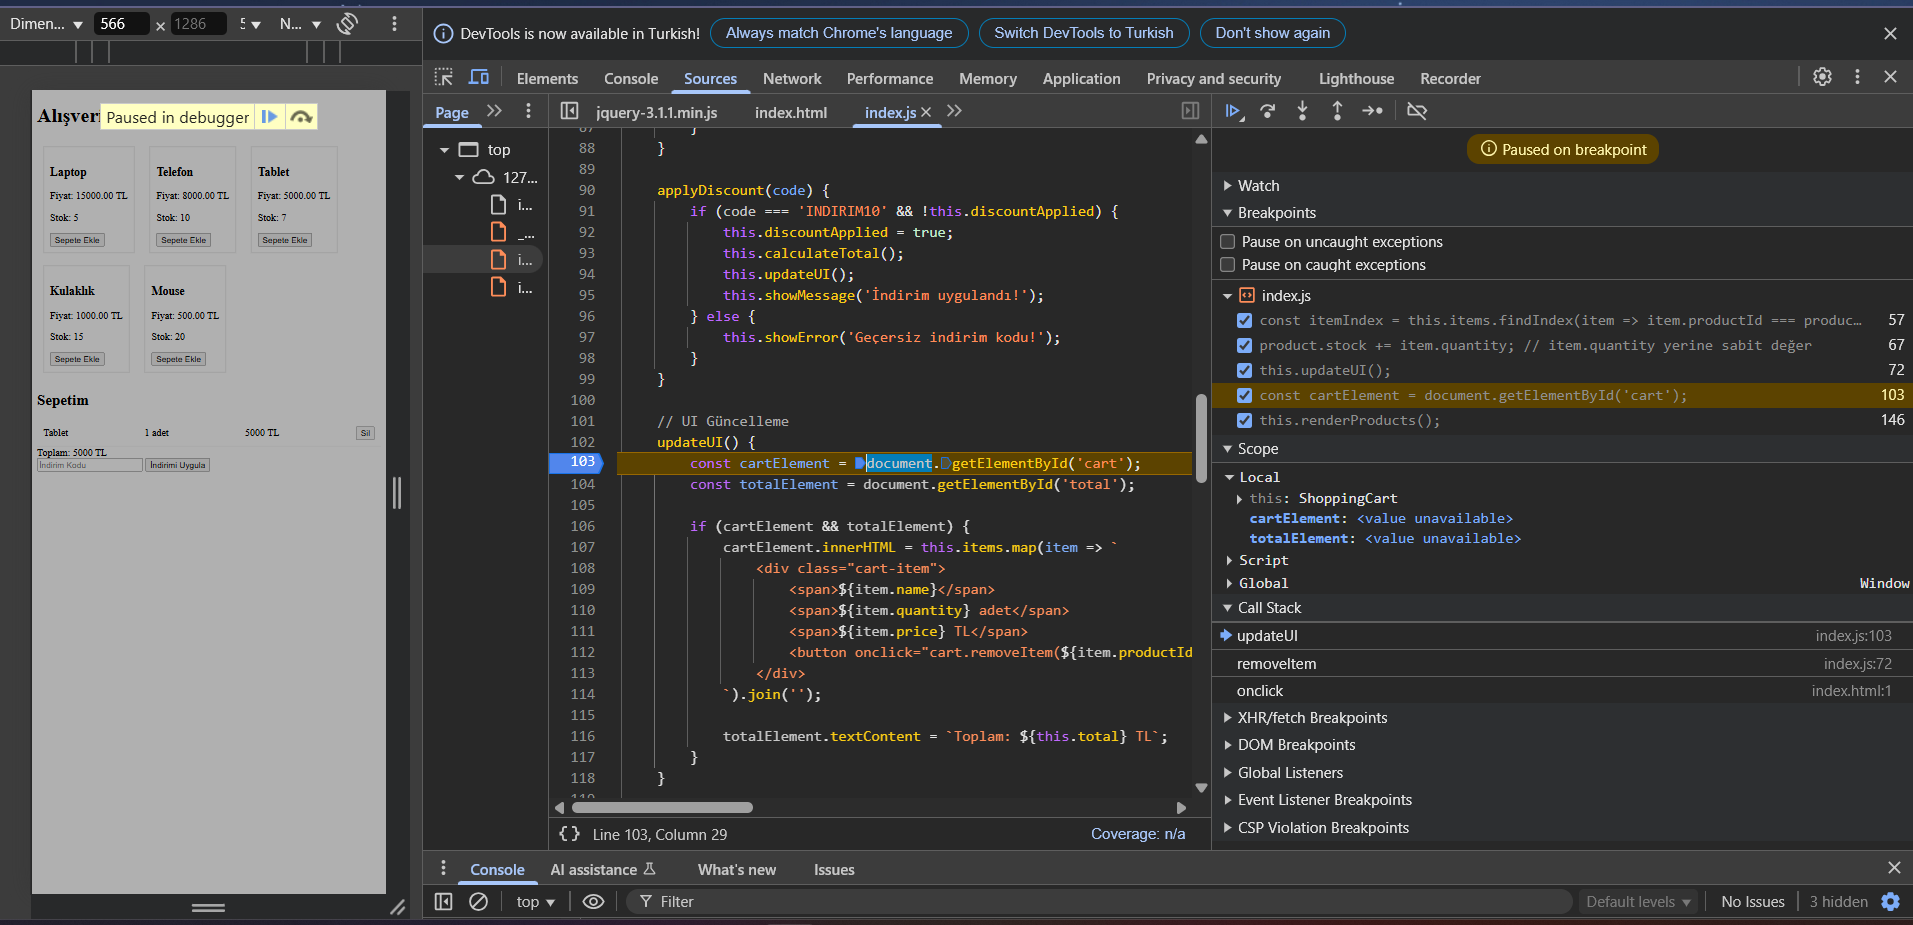 Dimen... 566 × 1286 5 N...
DevTools is now available in Turkish! Always match Chrome's language Switch DevTools to Turkish Don't show again
Elements Console Sources Network Performance Memory Application Privacy and security Lighthouse Recorder
Page jquery-3.1.1.min.js index.html index.js
Alışveri
Paused in debugger
Laptop
Fiyat: 15000.00 TL
Stok: 5
Sepete Ekle
Telefon
Fiyat: 8000.00 TL
Stok: 10
Sepete Ekle
Tablet
Fiyat: 5000.00 TL
Stok: 7
Sepete Ekle
Kulaklık
Fiyat: 1000.00 TL
Stok: 15
Sepete Ekle
Mouse
Fiyat: 500.00 TL
Stok: 20
Sepete Ekle
Sepetim
Tablet 1 adet 5000 TL Sil
Toplam: 5000 TL
İndirim Kodu İndirimi Uygula
top
127...
i...
_...
i...
i...
87 }
88 }
89
90 applyDiscount(code) {
91 if (code === 'INDIRIM10' && !this.discountApplied) {
92 this.discountApplied = true;
93 this.calculateTotal();
94 this.updateUI();
95 this.showMessage('İndirim uygulandı!');
96 } else {
97 this.showError('Geçersiz indirim kodu!');
98 }
99 }
100
101 // UI Güncelleme
102 updateUI() {
103 const cartElement = document.getElementById('cart');
104 const totalElement = document.getElementById('total');
105
106 if (cartElement && totalElement) {
107 cartElement.innerHTML = this.items.map(item => `
108 <div class="cart-item">
109 <span>${item.name}</span>
110 <span>${item.quantity} adet</span>
111 <span>${item.price} TL</span>
112 <button onclick="cart.removeItem(${item.productId
113 </div>
114 `).join('');
115
116 totalElement.textContent = `Toplam: ${this.total} TL`;
117 }
118 }
119
{ } Line 103, Column 29 Coverage: n/a
Paused on breakpoint
Watch
Breakpoints
Pause on uncaught exceptions
Pause on caught exceptions
index.js
const itemIndex = this.items.findIndex(item => item.productId === produc... 57
product.stock += item.quantity; // item.quantity yerine sabit değer 67
this.updateUI(); 72
const cartElement = document.getElementById('cart'); 103
this.renderProducts(); 146
Scope
Local
this: ShoppingCart
cartElement: <value unavailable>
totalElement: <value unavailable>
Script
Global Window
Call Stack
updateUI index.js:103
removeItem index.js:72
onclick index.html:1
XHR/fetch Breakpoints
DOM Breakpoints
Global Listeners
Event Listener Breakpoints
CSP Violation Breakpoints
Console AI assistance What's new Issues
top Filter Default levels No Issues 3 hidden